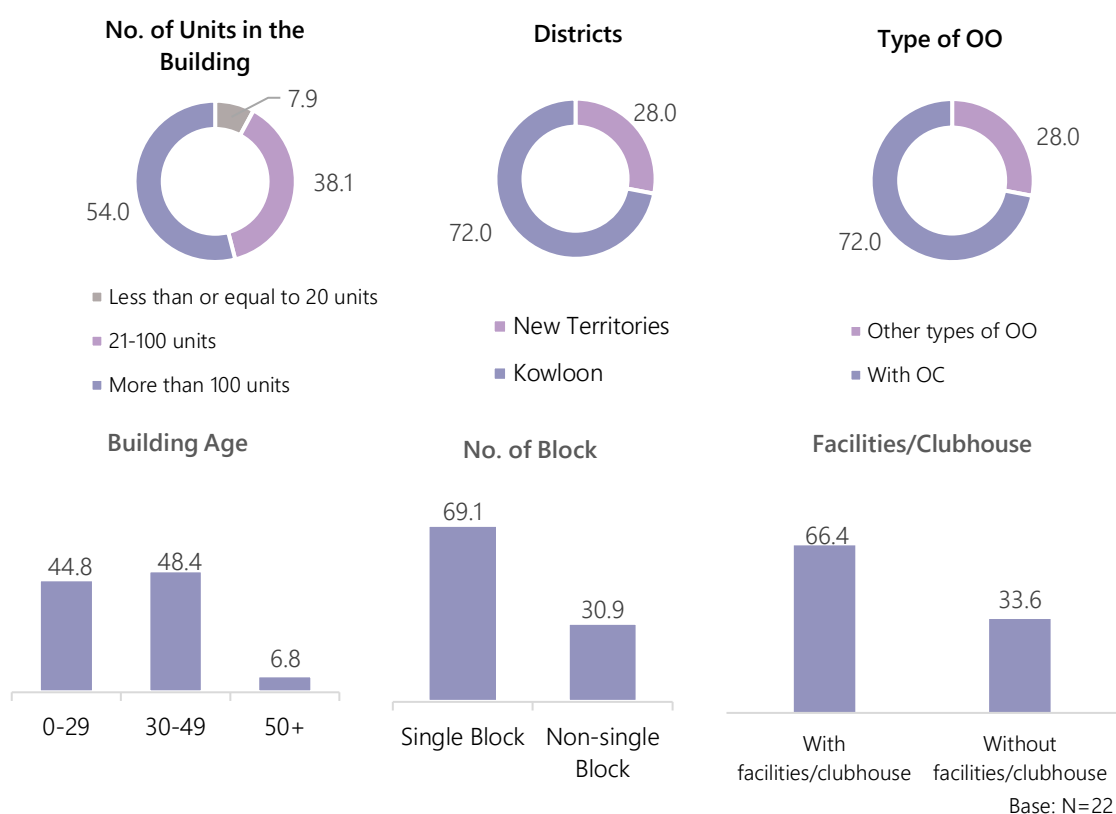 No. of Units in the
Building
7.9
38.1
54.0
Less than or equal to 20 units
21-100 units
More than 100 units
Districts
28.0
72.0
New Territories
Kowloon
Type of OO
28.0
72.0
Other types of OO
With OC
Building Age
44.8
48.4
6.8
0-29
30-49
50+
No. of Block
69.1
30.9
Single Block
Non-single
Block
Facilities/Clubhouse
66.4
33.6
With
facilities/clubhouse
Without
facilities/clubhouse
Base: N=22